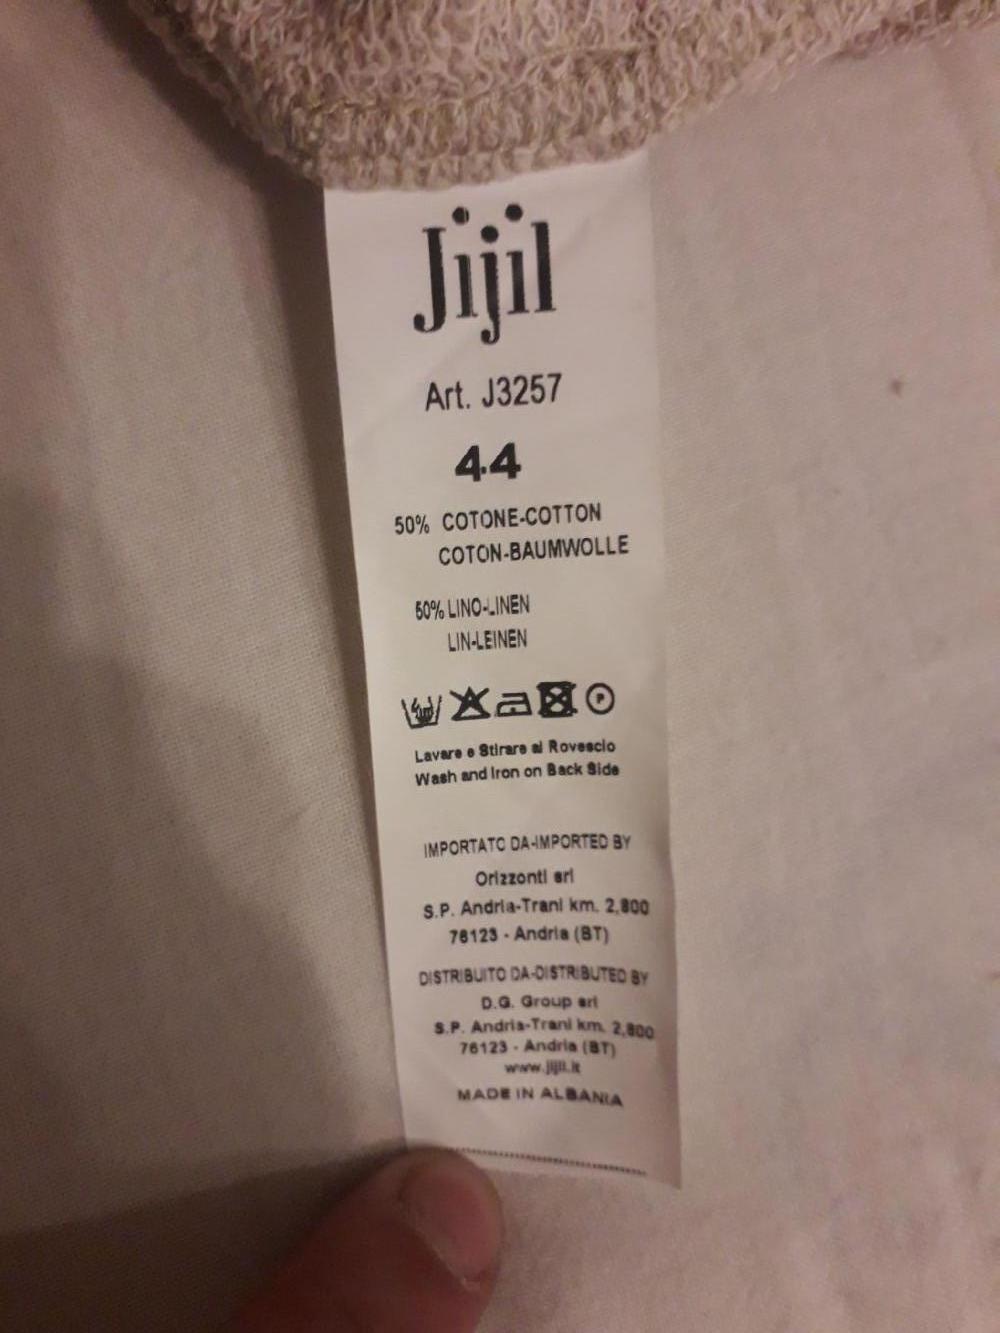 Jijil
Art. J3257
44
50% COTONE-COTTON
COTON-BAUMWOLLE
50% LINO-LINEN
LIN-LEINEN
P
Lavare e Stirare al Rovescio
Wash and Iron on Back Side
IMPORTATO DA-IMPORTED BY
Orizzonti srl
S.P. Andria-Trani km. 2,800
76123 - Andria (BT)
DISTRIBUITO DA-DISTRIBUTED BY
D.G. Group srl
S.P. Andria-Trani km. 2,800
76123 - Andria (BT)
www.jijil.it
MADE IN ALBANIA